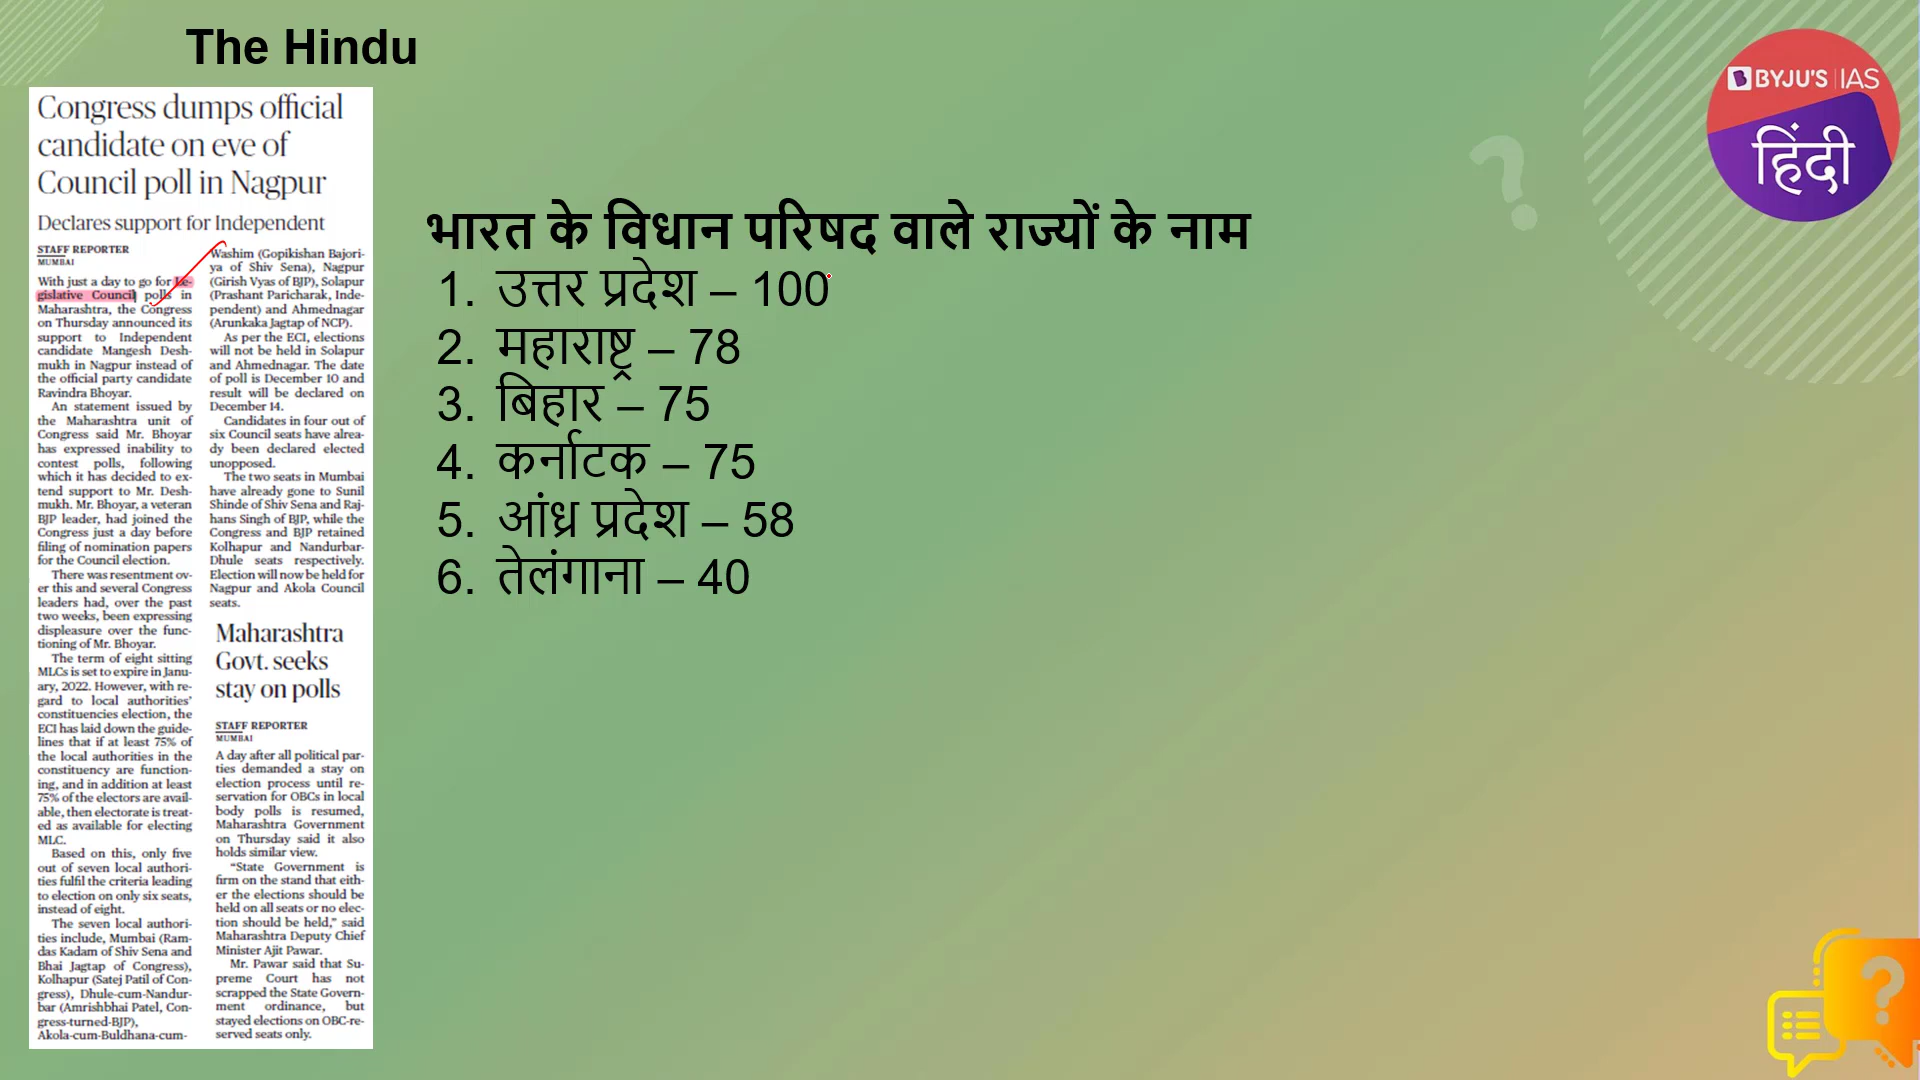 The Hindu
Congress dumps official
candidate on eve of
Council poll in Nagpur
Declares support for Independent
STAFF REPORTER
MUMBAI
With just a day to go for Le-
gislative Council polls in
Maharashtra, the Congress
on Thursday announced its
support to Independent
candidate Mangesh Desh-
mukh in Nagpur instead of
the official party candidate
Ravindra Bhoyar.
An statement issued by
the Maharashtra unit of
Congress said Mr. Bhoyar
has expressed inability to
contest polls, following
which it has decided to ex-
tend support to Mr. Desh-
mukh. Mr. Bhoyar, a veteran
BJP leader, had joined the
Congress just a day before
filing of nomination papers
for the Council election.
There was resentment ov-
er this and several Congress
leaders had, over the past
two weeks, been expressing
displeasure over the func-
tioning of Mr. Bhoyar.
The term of eight sitting
MLCs is set to expire in Janu-
ary, 2022. However, with re-
gard to local authorities'
constituencies election, the
ECI has laid down the guide-
lines that if at least 75% of
the local authorities in the
constituency are function-
ing, and in addition at least
75% of the electors are avail-
able, then electorate is treat-
ed as available for electing
MLC.
Based on this, only five
out of seven local authori-
ties fulfil the criteria leading
to election on only six seats,
instead of eight.
The seven local authori-
ties include, Mumbai (Ram-
das Kadam of Shiv Sena and
Bhai Jagtap of Congress),
Kolhapur (Satej Patil of Con-
gress), Dhule-cum-Nandur-
bar (Amrishbhai Patel, Con-
gress-turned-BJP),
Akola-cum-Buldhana-cum-
Washim (Gopikishan Bajori-
ya of Shiv Sena), Nagpur
(Girish Vyas of BJP), Solapur
(Prashant Paricharak, Inde-
pendent) and Ahmednagar
(Arunkaka Jagtap of NCP).
As per the ECI, elections
will not be held in Solapur
and Ahmednagar. The date
of poll is December 10 and
result will be declared on
December 14.
Candidates in four out of
six Council seats have alrea-
dy been declared elected
unopposed.
The two seats in Mumbai
have already gone to Sunil
Shinde of Shiv Sena and Raj-
hans Singh of BJP, while the
Congress and BJP retained
Kolhapur and Nandurbar-
Dhule seats respectively.
Election will now be held for
Nagpur and Akola Council
seats.
Maharashtra
Govt. seeks
stay on polls
STAFF REPORTER
MUMBAI
A day after all political par-
ties demanded a stay on
election process until re-
servation for OBCs in local
body polls is resumed,
Maharashtra Government
on Thursday said it also
holds similar view.
“State Government is
firm on the stand that eith-
er the elections should be
held on all seats or no elec-
tion should be held,” said
Maharashtra Deputy Chief
Minister Ajit Pawar.
Mr. Pawar said that Su-
preme Court has not
scrapped the State Govern-
ment ordinance, but
stayed elections on OBC-re-
served seats only.
भारत के विधान परिषद वाले राज्यों के नाम
1. उत्तर प्रदेश – 100
2. महाराष्ट्र – 78
3. बिहार – 75
4. कर्नाटक – 75
5. आंध्र प्रदेश – 58
6. तेलंगाना – 40
BYJU'S | IAS
हिंदी